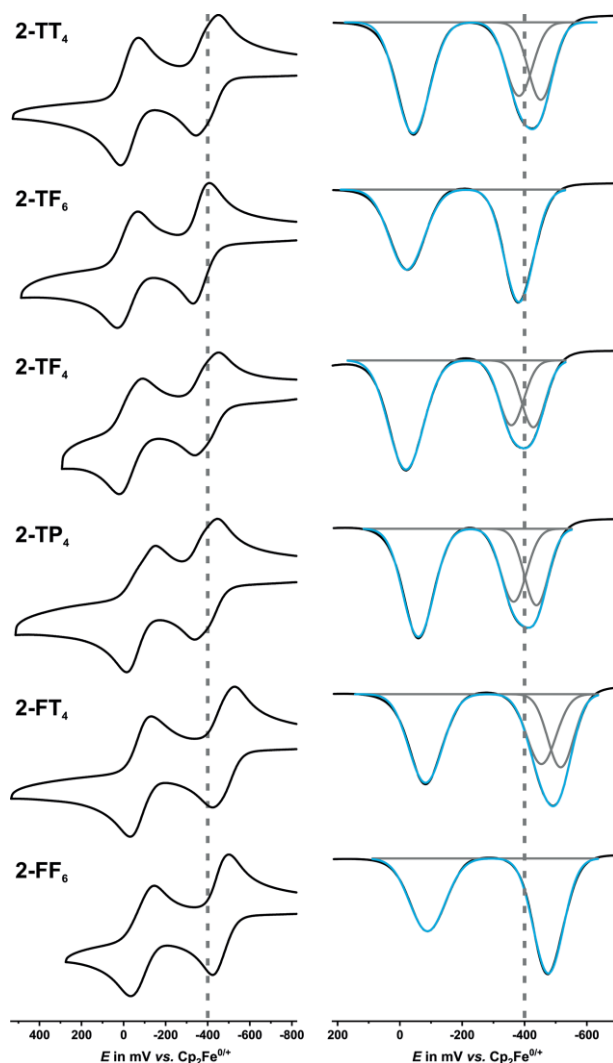 2-TT₄
2-TF₆
2-TF₄
2-TP₄
2-FT₄
2-FF₆
400 200 0 -200 -400 -600 -800
E in mV vs. Cp₂Fe⁰/⁺
200 0 -200 -400 -600
E in mV vs. Cp₂Fe⁰/⁺